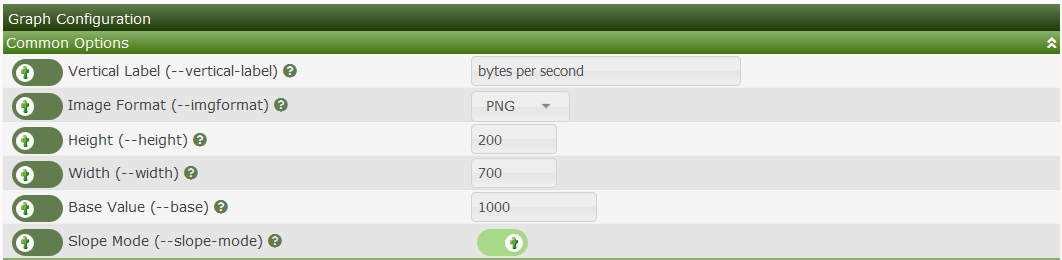 Graph Configuration
Common Options
Vertical Label (--vertical-label) bytes per second
Image Format (--imgformat) PNG
Height (--height) 200
Width (--width) 700
Base Value (--base) 1000
Slope Mode (--slope-mode)